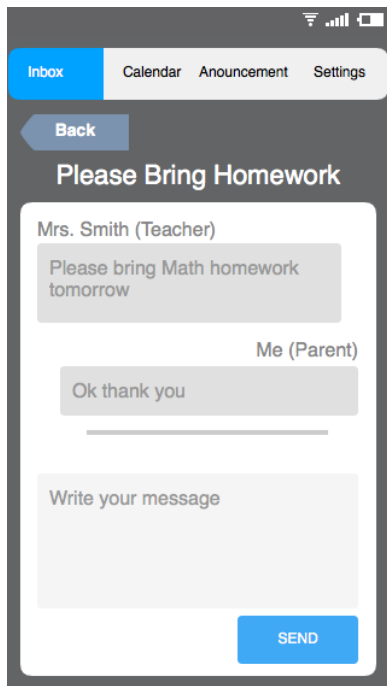 Inbox Calendar Anouncement Settings
Back
Please Bring Homework
Mrs. Smith (Teacher)
Please bring Math homework
tomorrow
Me (Parent)
Ok thank you
Write your message
SEND